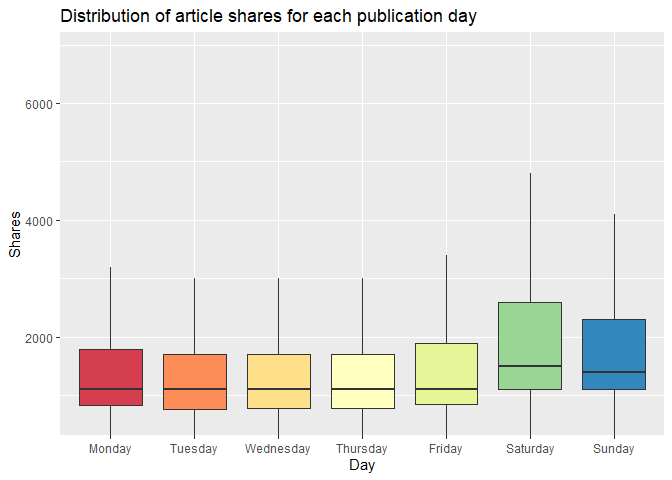 Distribution of article shares for each publication day
6000
4000
2000
Shares
Monday Tuesday Wednesday Thursday Friday Saturday Sunday
Day